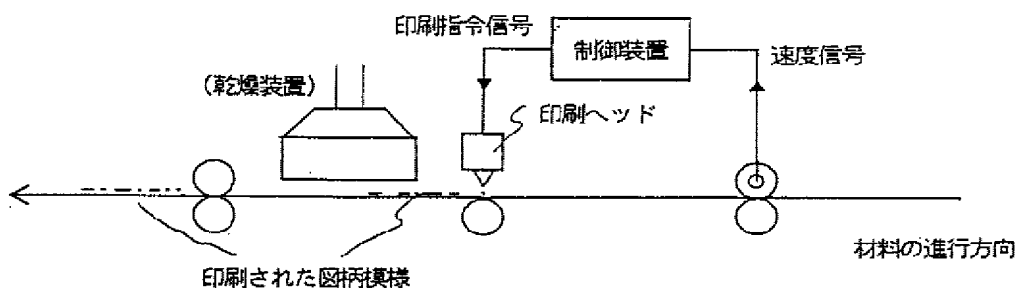 印刷指令信号
制御装置
速度信号
(乾燥装置)
印刷ヘッド
材料の進行方向
印刷された図柄模様